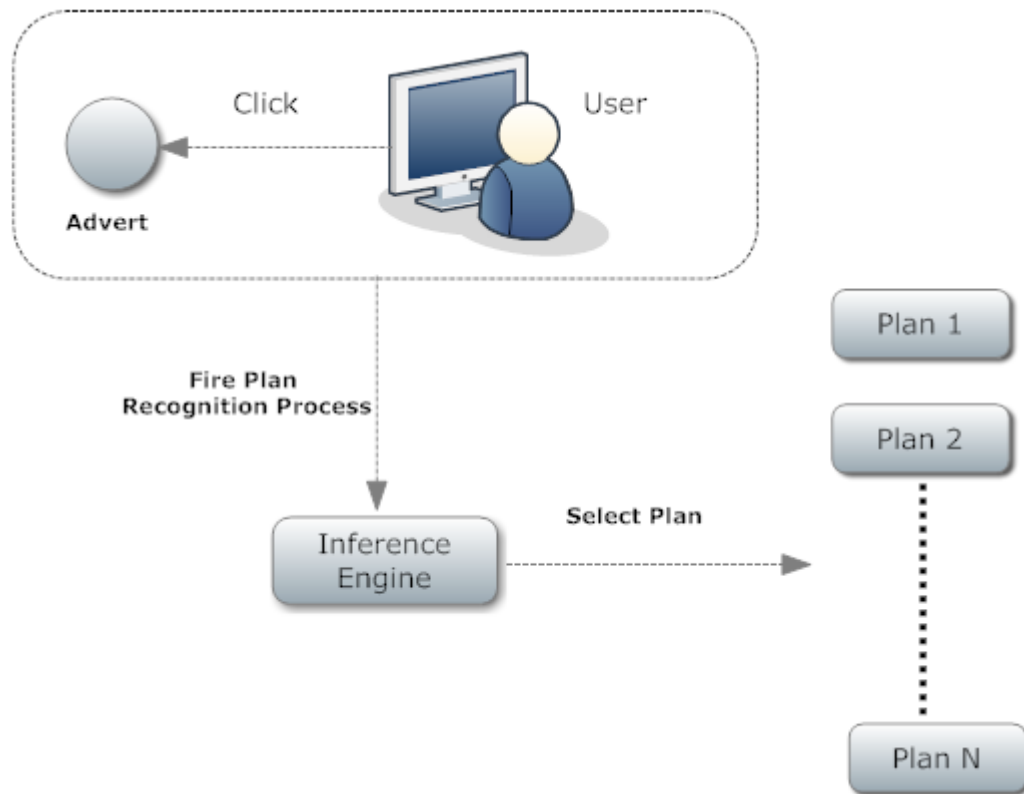 Click
User
Advert
Plan 1
Fire Plan
Recognition Process
Plan 2
Select Plan
Inference
Engine
Plan N